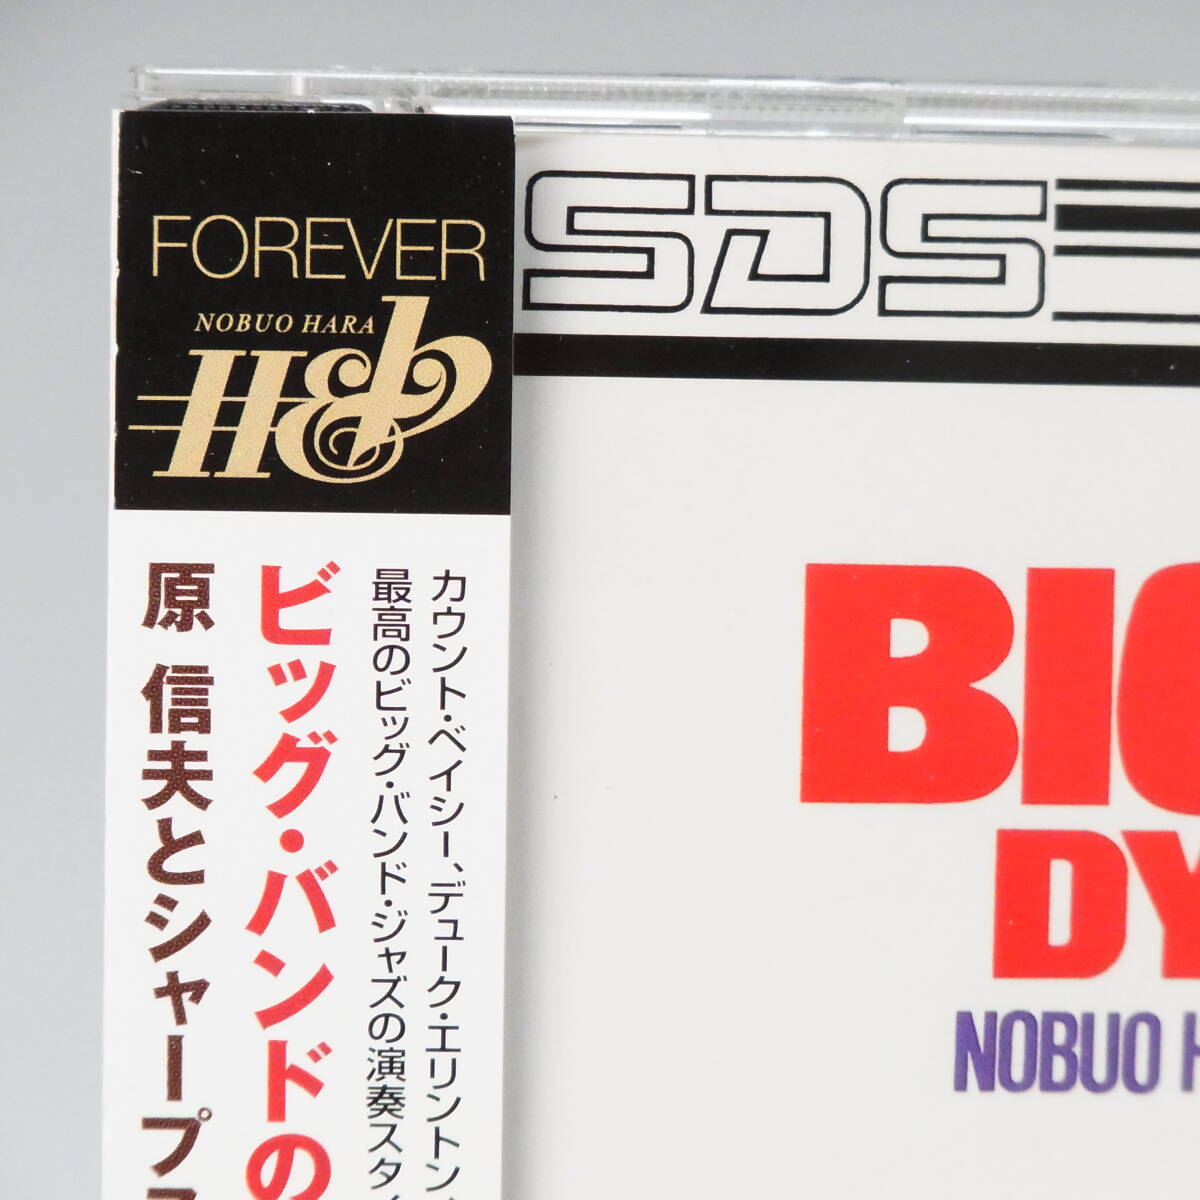 FOREVER
NOBUO HARA
H&♭
カウント・ベイシー、デューク・エリントン
最高のビッグ・バンド・ジャズの演奏スタイ
ビッグ・バンドの
原 信夫とシャープス
SDS
BIG
DY
NOBUO H